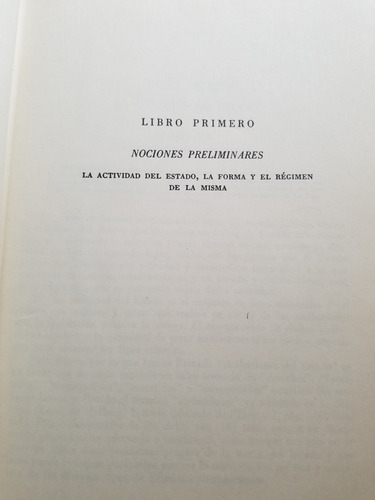 LIBRO PRIMERO
NOCIONES PRELIMINARES
LA ACTIVIDAD DEL ESTADO, LA FORMA Y EL RÉGIMEN
DE LA MISMA